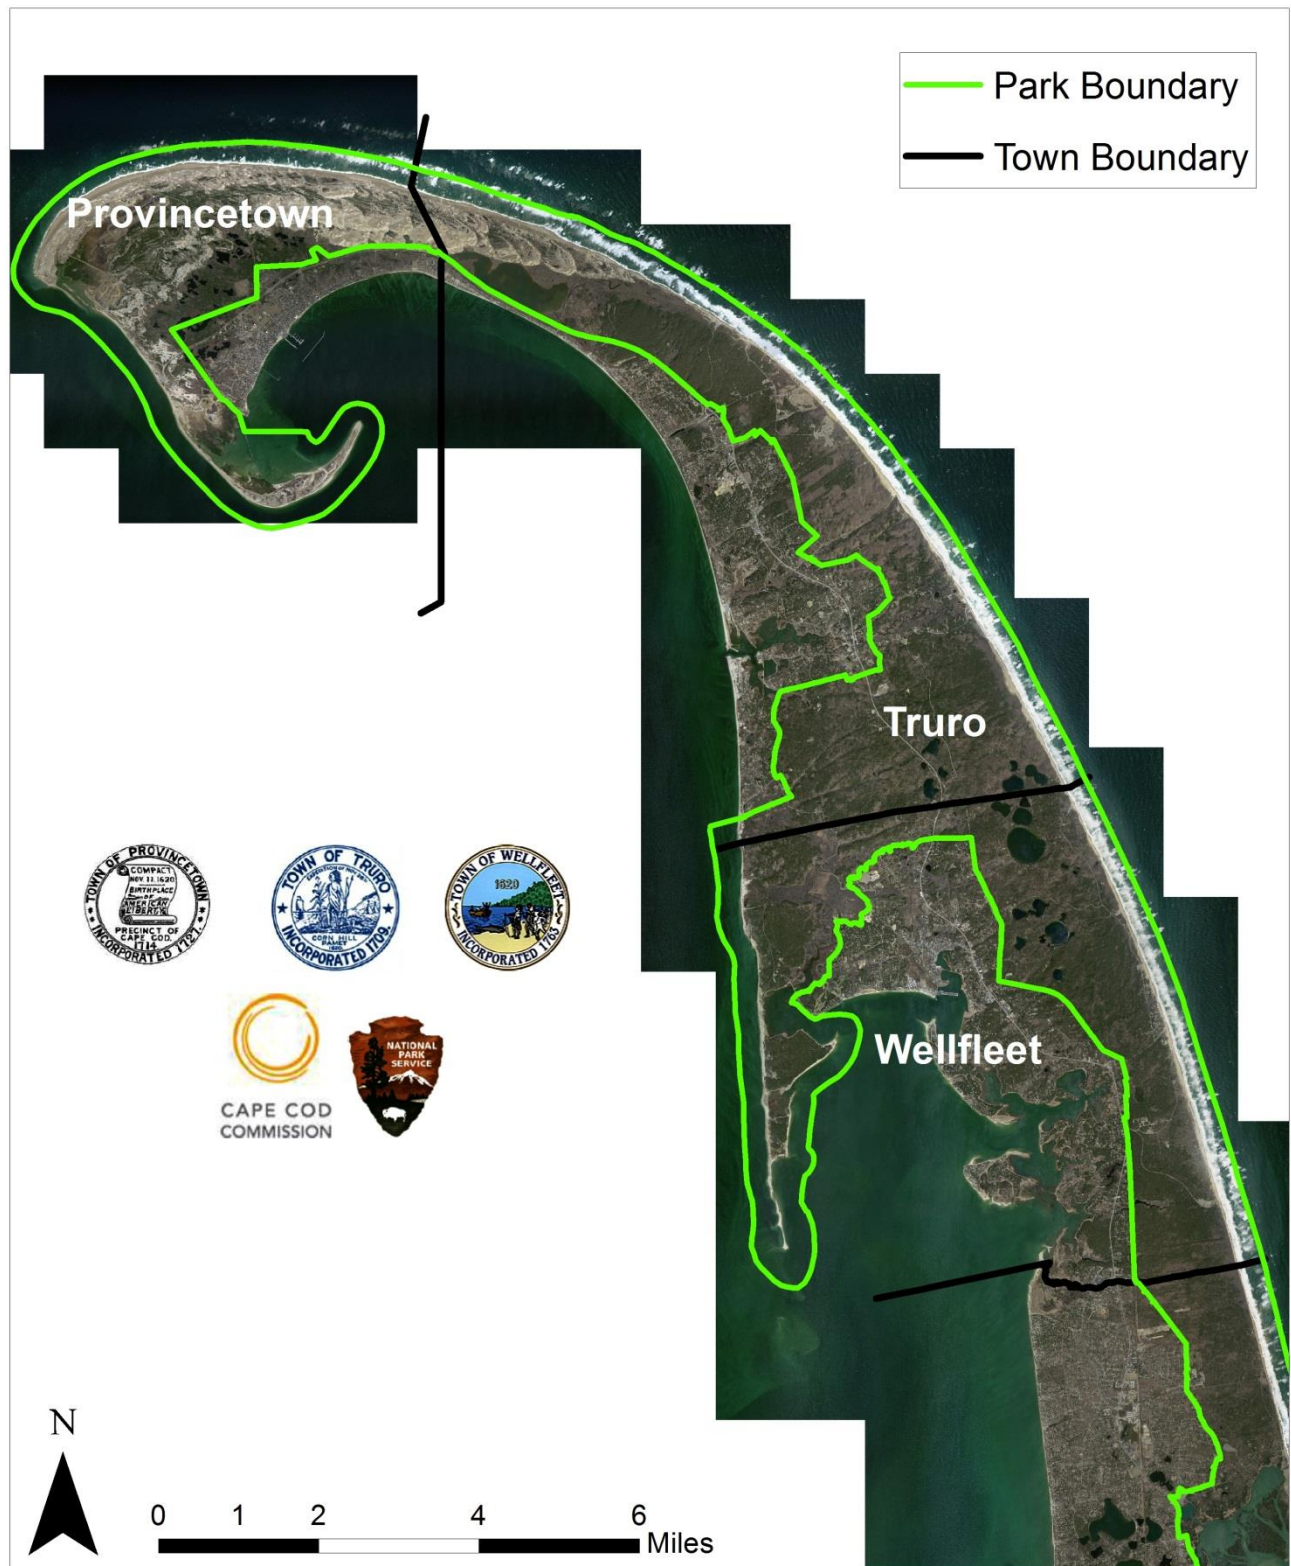 Park Boundary
Town Boundary
Provincetown
Truro
Wellfleet
TOWN OF PROVINCETOWN
COMPACT
NOV. 11. 1620
BIRTHPLACE
OF
AMERICAN
LIBERTY
PRECINCT OF
CAPE COD.
1714
INCORPORATED 1727.
TOWN OF TRURO
CORN HILL
PAMET
INCORPORATED 1709.
TOWN OF WELLFLEET
1620
INCORPORATED 1763
CAPE COD
COMMISSION
NATIONAL
PARK
SERVICE
N
0 1 2 4 6
Miles